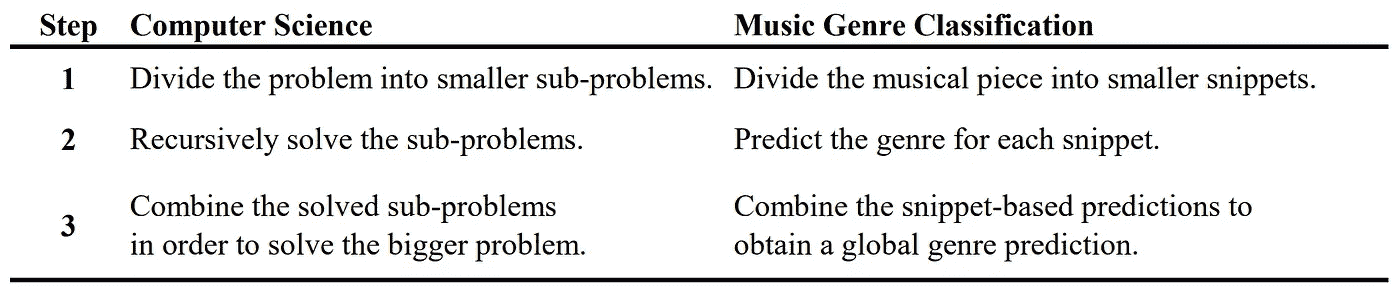 Step Computer Science Music Genre Classification
1 Divide the problem into smaller sub-problems. Divide the musical piece into smaller snippets.
2 Recursively solve the sub-problems. Predict the genre for each snippet.
3 Combine the solved sub-problems
in order to solve the bigger problem. Combine the snippet-based predictions to
obtain a global genre prediction.